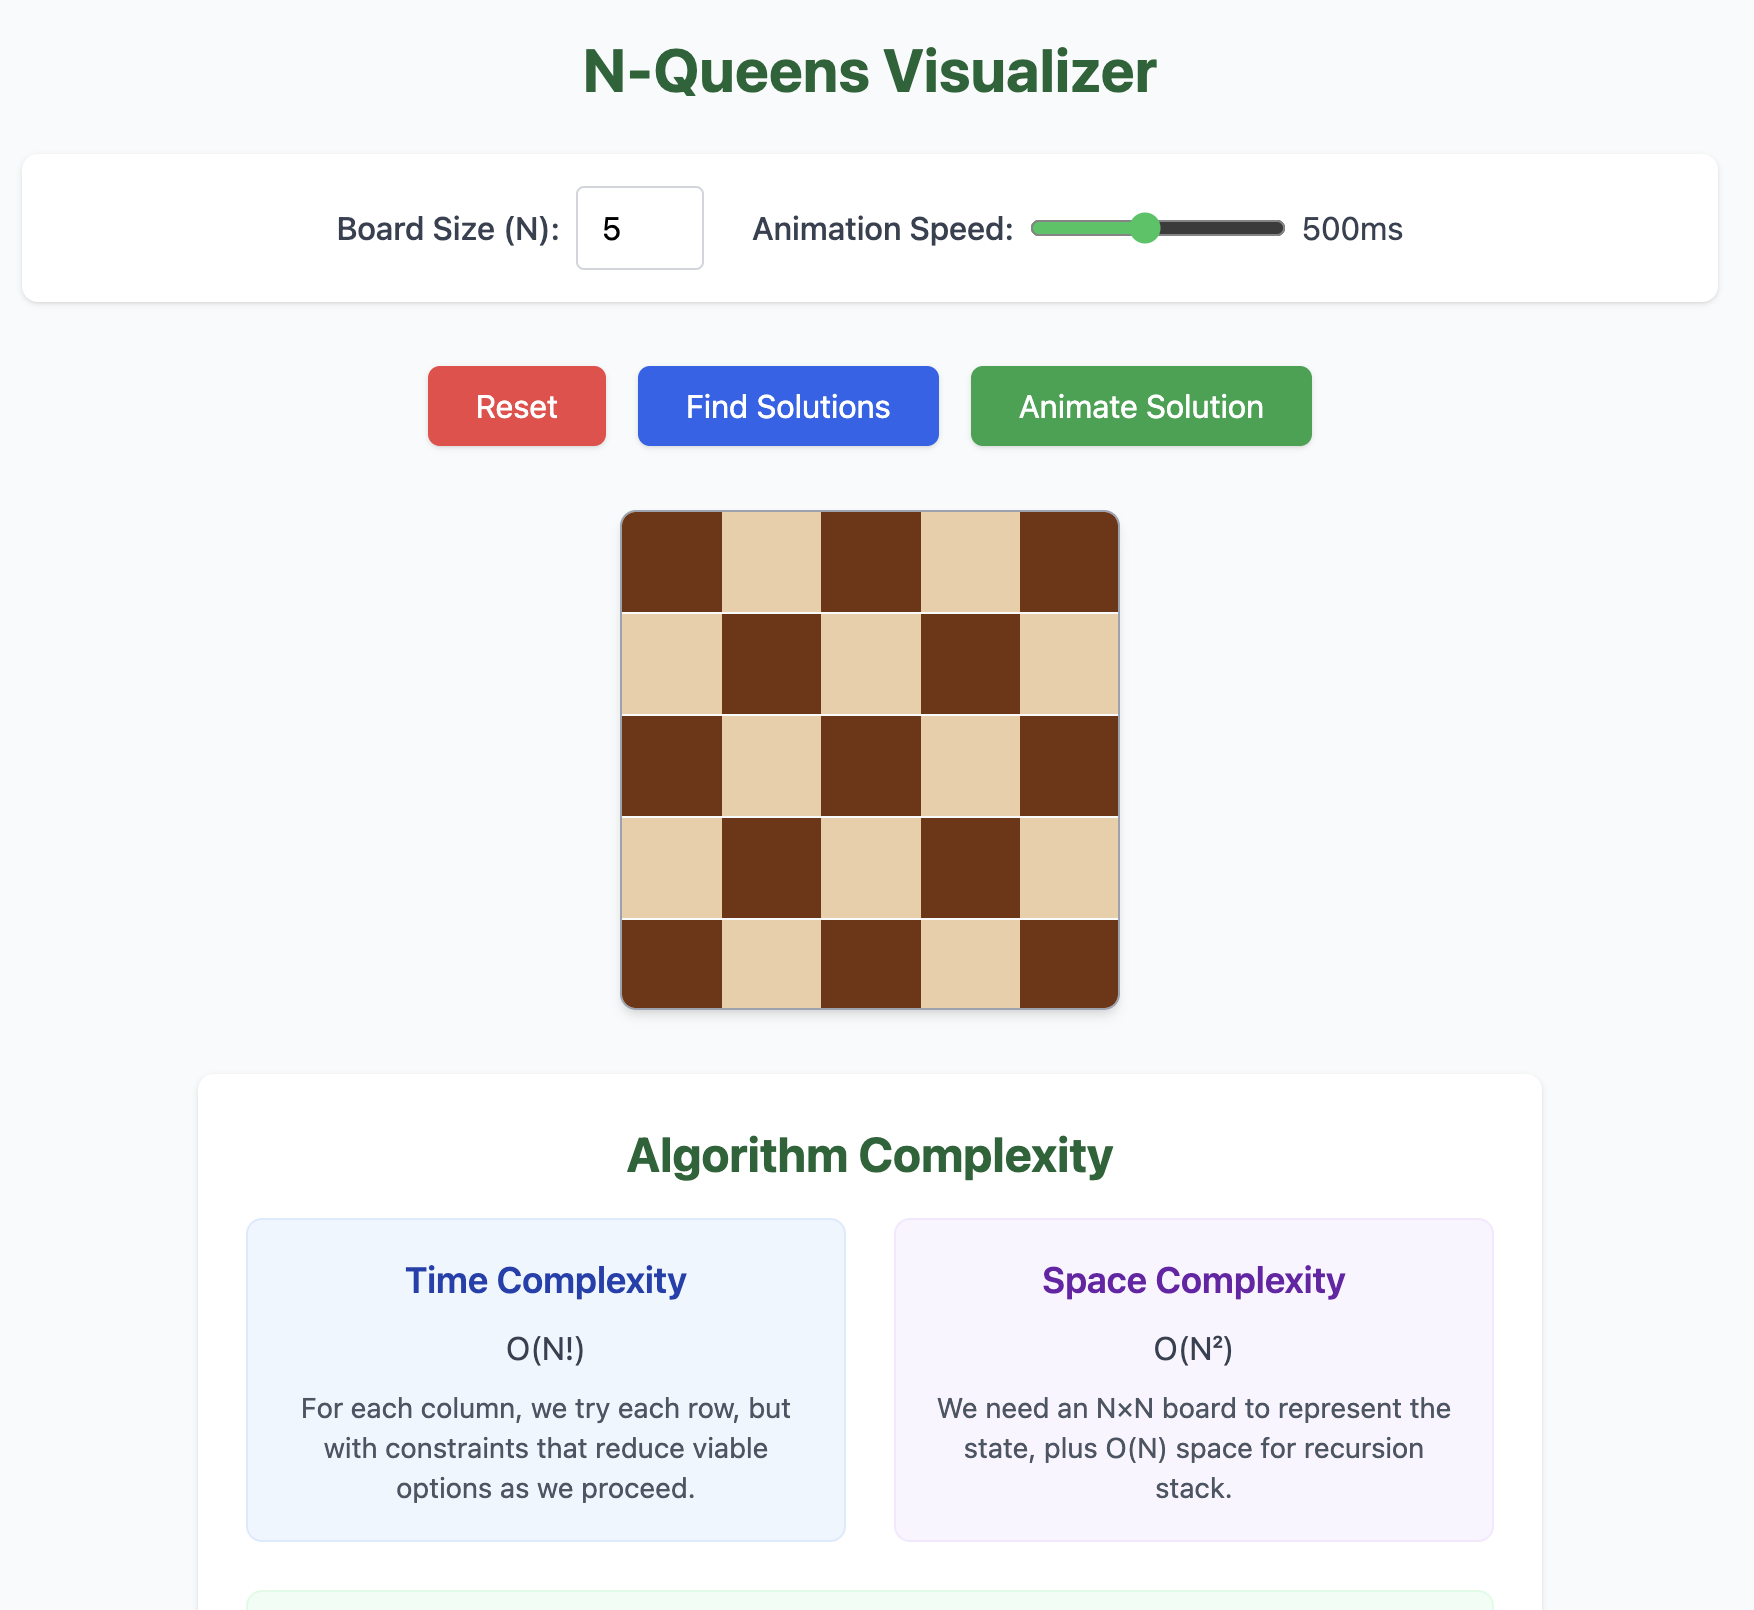 N-Queens Visualizer
Board Size (N): 5 Animation Speed: 500ms
Reset Find Solutions Animate Solution
Algorithm Complexity
Time Complexity
O(N!)
For each column, we try each row, but
with constraints that reduce viable
options as we proceed.
Space Complexity
O(N²)
We need an N×N board to represent the
state, plus O(N) space for recursion
stack.